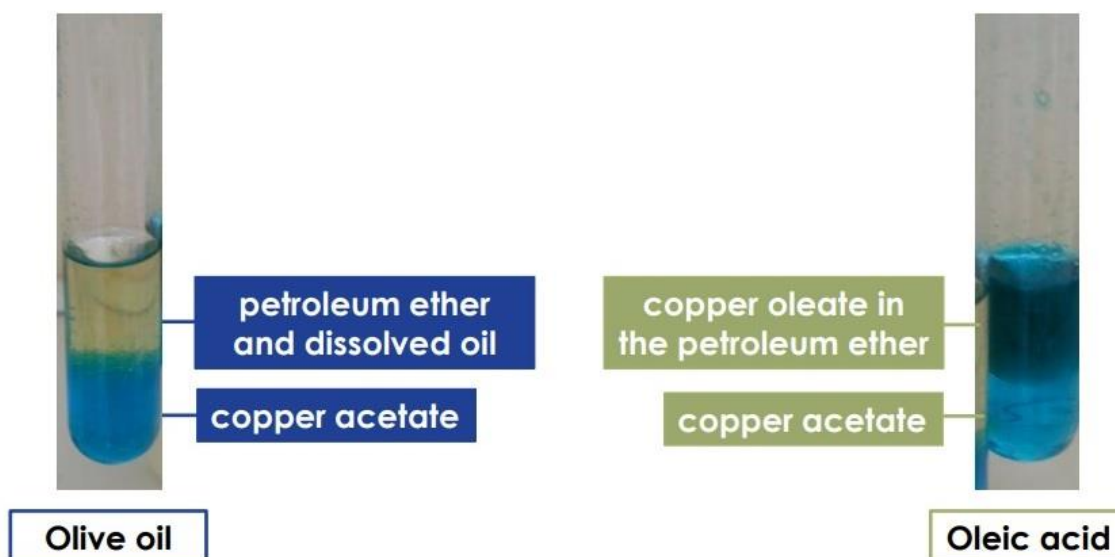 petroleum ether
and dissolved oil
copper acetate
Olive oil
copper oleate in
the petroleum ether
copper acetate
Oleic acid